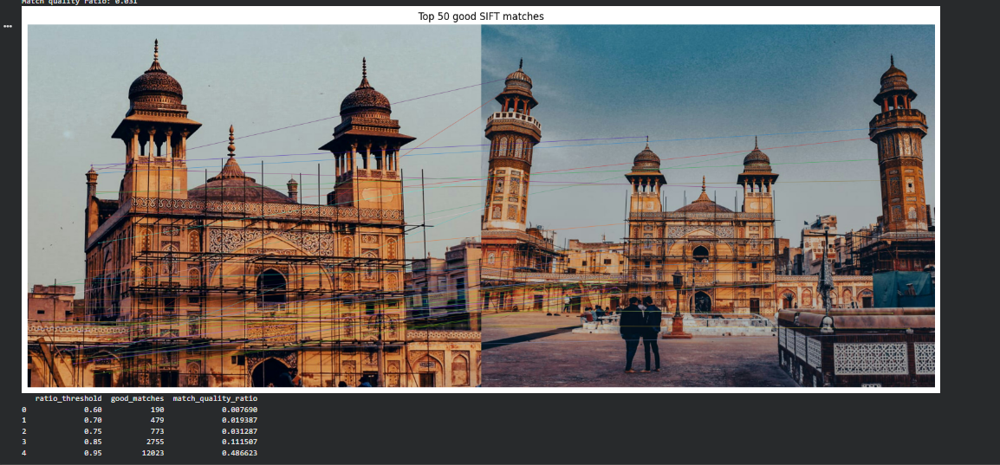 Match quality ratio: 0.031
Top 50 good SIFT matches
ratio_threshold good_matches match_quality_ratio
0 0.60 190 0.007690
1 0.70 479 0.019387
2 0.75 773 0.031287
3 0.85 2755 0.111507
4 0.95 12023 0.486623